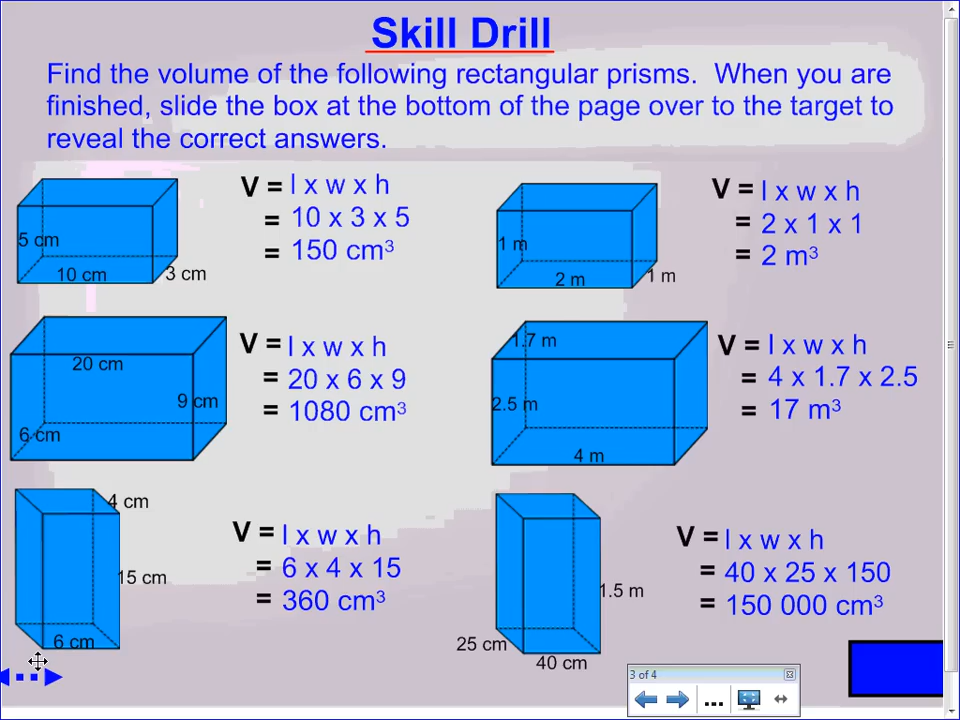 Skill Drill
Find the volume of the following rectangular prisms.  When you are
finished, slide the box at the bottom of the page over to the target to
reveal the correct answers.
5 cm
10 cm
3 cm
V = l x w x h
= 10 x 3 x 5
= 150 cm³
1 m
2 m
1 m
V = l x w x h
= 2 x 1 x 1
= 2 m³
20 cm
9 cm
6 cm
V = l x w x h
= 20 x 6 x 9
= 1080 cm³
1.7 m
2.5 m
4 m
V = l x w x h
= 4 x 1.7 x 2.5
= 17 m³
4 cm
15 cm
6 cm
V = l x w x h
= 6 x 4 x 15
= 360 cm³
1.5 m
25 cm
40 cm
V = l x w x h
= 40 x 25 x 150
= 150 000 cm³
3 of 4